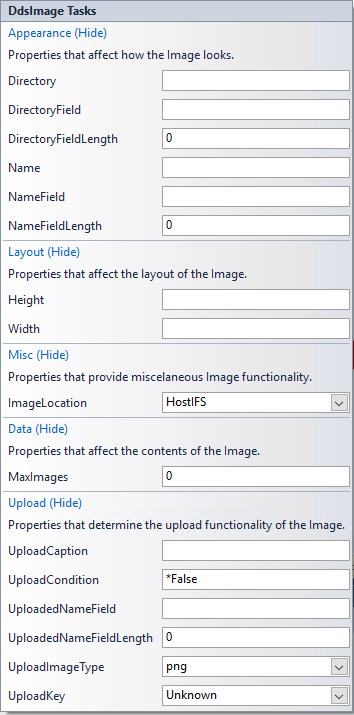 DdsImage Tasks
Appearance (Hide)
Properties that affect how the Image looks.
Directory
DirectoryField
DirectoryFieldLength 0
Name
NameField
NameFieldLength 0
Layout (Hide)
Properties that affect the layout of the Image.
Height
Width
Misc (Hide)
Properties that provide miscelaneous Image functionality.
ImageLocation HostIFS
Data (Hide)
Properties that affect the contents of the Image.
MaxImages 0
Upload (Hide)
Properties that determine the upload functionality of the Image.
UploadCaption
UploadCondition *False
UploadedNameField
UploadedNameFieldLength 0
UploadImageType png
UploadKey Unknown